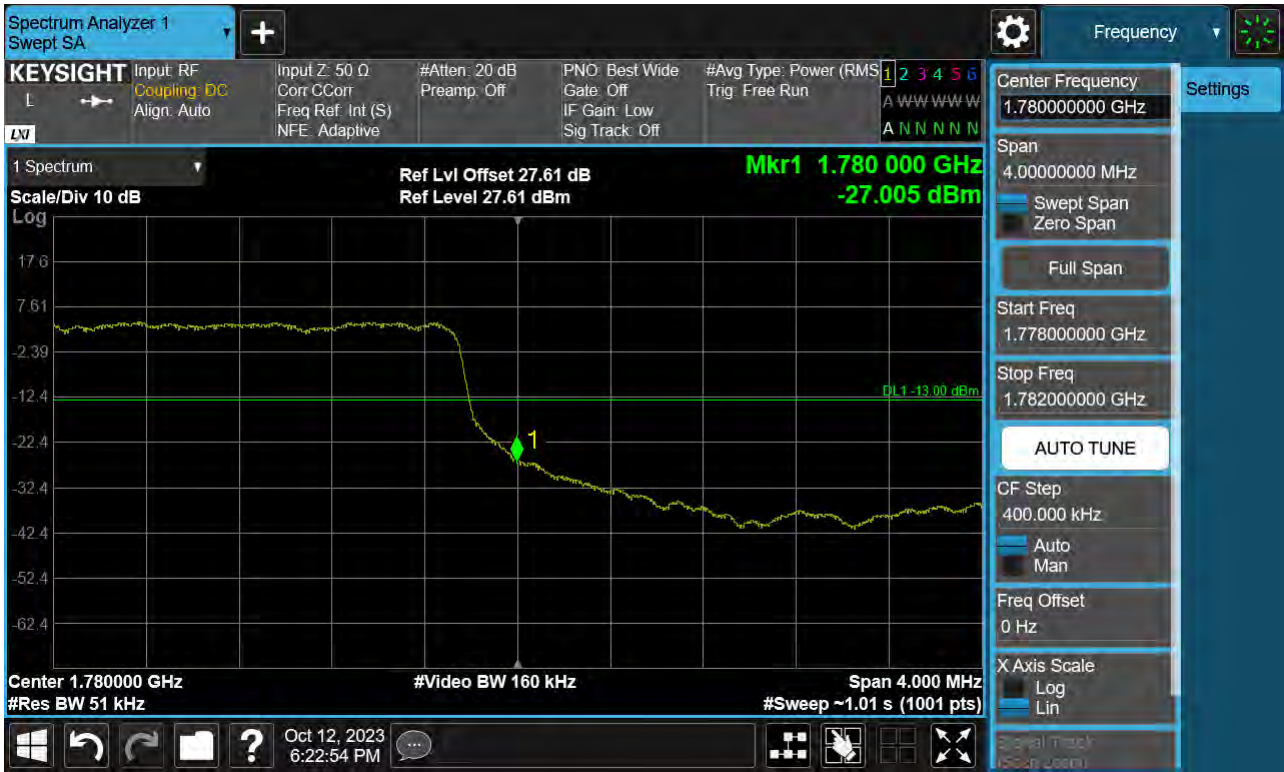 Spectrum Analyzer 1
Swept SA
+
Frequency
KEYSIGHT
L
LXI
Input: RF
Coupling: DC
Align: Auto
Input Z: 50 Ω
Corr CCorr
Freq Ref: Int (S)
NFE: Adaptive
#Atten: 20 dB
Preamp: Off
PNO: Best Wide
Gate: Off
IF Gain: Low
Sig Track: Off
#Avg Type: Power (RMS
Trig: Free Run
1 2 3 4 5 6
A W W W W W
A N N N N N
1 Spectrum
Scale/Div 10 dB
Ref Lvl Offset 27.61 dB
Ref Level 27.61 dBm
Mkr1 1.780 000 GHz
-27.005 dBm
Log
17.6
7.61
-2.39
-12.4
-22.4
-32.4
-42.4
-52.4
-62.4
DL1 -13.00 dBm
1
Center 1.780000 GHz
#Res BW 51 kHz
#Video BW 160 kHz
Span 4.000 MHz
#Sweep ~1.01 s (1001 pts)
Settings
Center Frequency
1.780000000 GHz
Span
4.00000000 MHz
Swept Span
Zero Span
Full Span
Start Freq
1.778000000 GHz
Stop Freq
1.782000000 GHz
AUTO TUNE
CF Step
400.000 kHz
Auto
Man
Freq Offset
0 Hz
X Axis Scale
Log
Lin
Signal Track
(Span Zoom)
?
Oct 12, 2023
6:22:54 PM